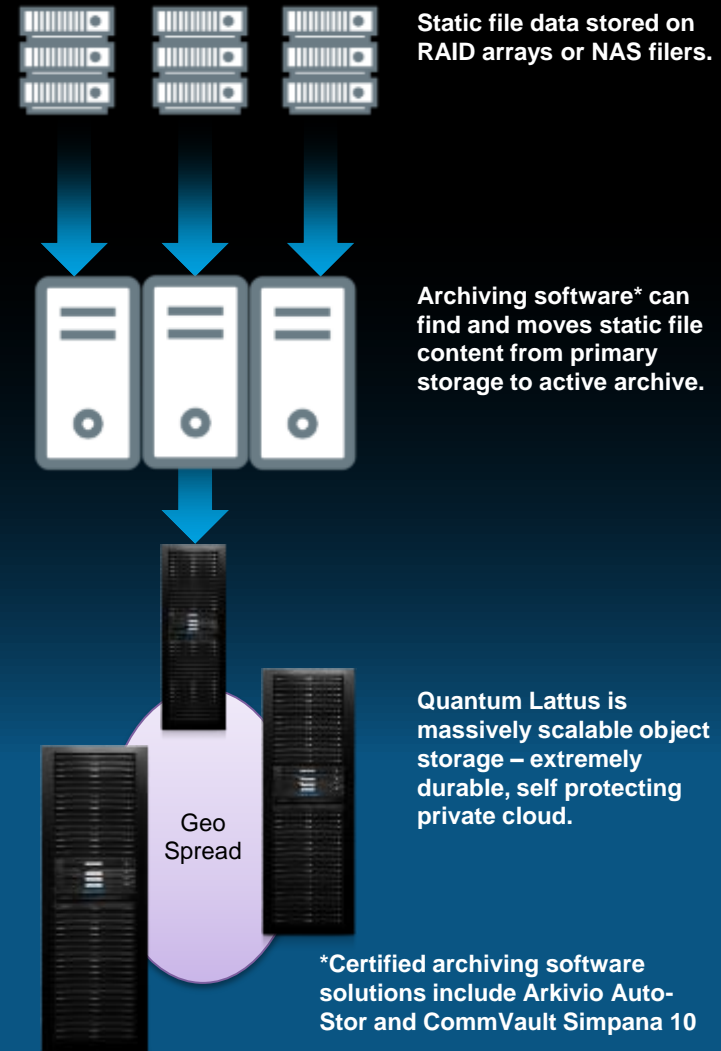 Static file data stored on
RAID arrays or NAS filers.
Archiving software* can
find and moves static file
content from primary
storage to active archive.
Quantum Lattus is
massively scalable object
storage – extremely
durable, self protecting
private cloud.
Geo
Spread
*Certified archiving software
solutions include Arkivio Auto-
Stor and CommVault Simpana 10